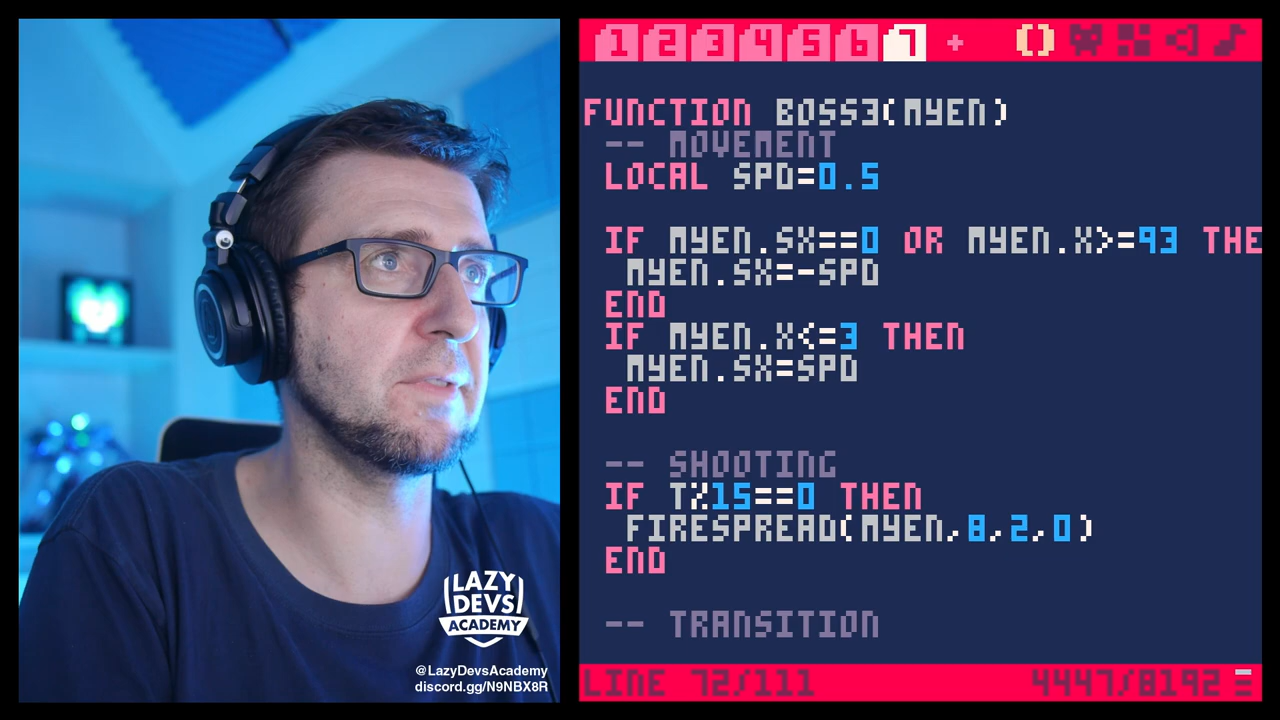 1 2 3 4 5 6 7 +
FUNCTION BOSS3(MYEN)
-- MOVEMENT
LOCAL SPD=0.5
IF MYEN.SX==0 OR MYEN.X>=93 THE
MYEN.SX=-SPD
END
IF MYEN.X<=3 THEN
MYEN.SX=SPD
END
-- SHOOTING
IF T%15==0 THEN
FIRESPREAD(MYEN,8,2,0)
END
-- TRANSITION
LINE 72/111
4447/8192
LAZY
DEVS
ACADEMY
@LazyDevsAcademy
discord.gg/N9NBX8R